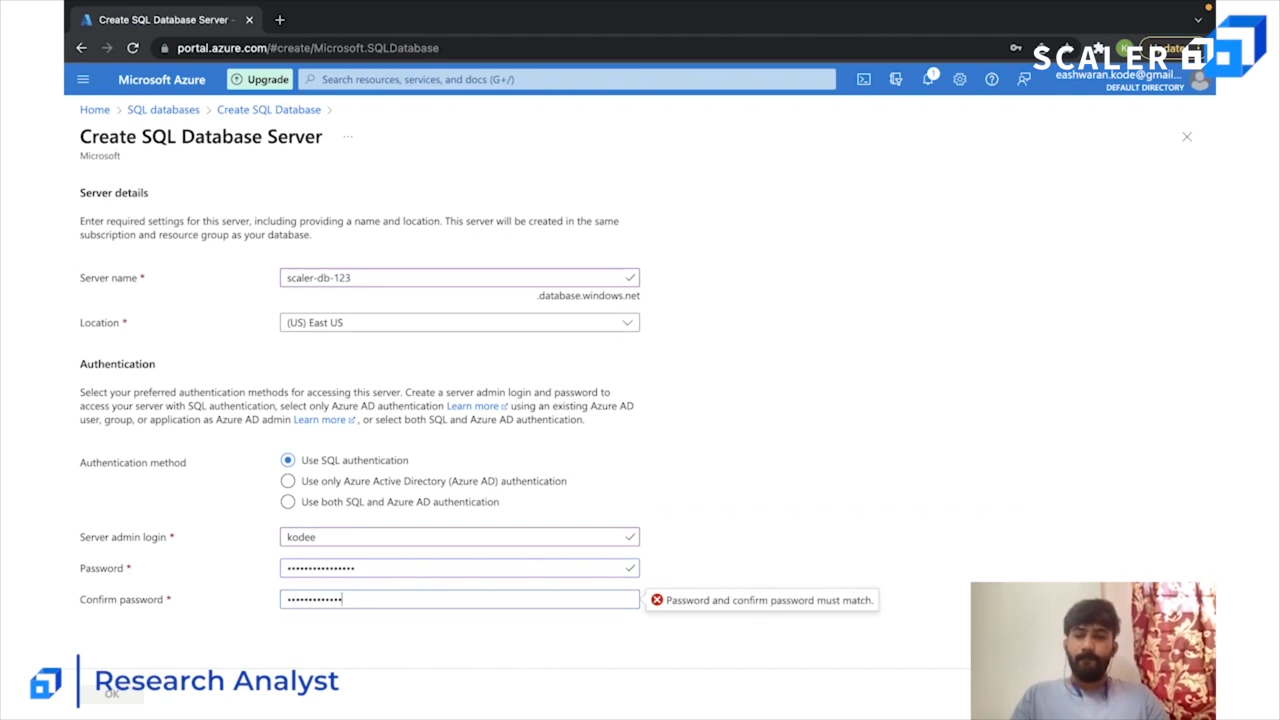 Create SQL Database Server -
portal.azure.com/#create/Microsoft.SQLDatabase
SCALER
Microsoft Azure
Upgrade
Search resources, services, and docs (G+/)
1
eashwaran.kode@gmail...
DEFAULT DIRECTORY
Home > SQL databases > Create SQL Database >
Create SQL Database Server ...
Microsoft
Server details
Enter required settings for this server, including providing a name and location. This server will be created in the same
subscription and resource group as your database.
Server name *
scaler-db-123
.database.windows.net
Location *
(US) East US
Authentication
Select your preferred authentication methods for accessing this server. Create a server admin login and password to
access your server with SQL authentication, select only Azure AD authentication Learn more using an existing Azure AD
user, group, or application as Azure AD admin Learn more , or select both SQL and Azure AD authentication.
Authentication method
Use SQL authentication
Use only Azure Active Directory (Azure AD) authentication
Use both SQL and Azure AD authentication
Server admin login *
kodee
Password *
••••••••••••••••
Confirm password *
•••••••••••••
Password and confirm password must match.
Research Analyst
OK